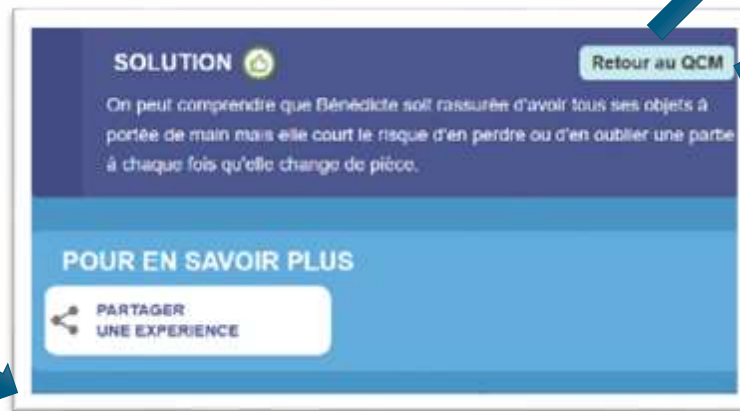 SOLUTION
Retour au QCM
On peut comprendre que Bénédicte soit rassurée d'avoir tous ses objets à
portée de main mais elle court le risque d'en perdre ou d'en oublier une partie
à chaque fois qu'elle change de pièce.
POUR EN SAVOIR PLUS
PARTAGER
UNE EXPERIENCE